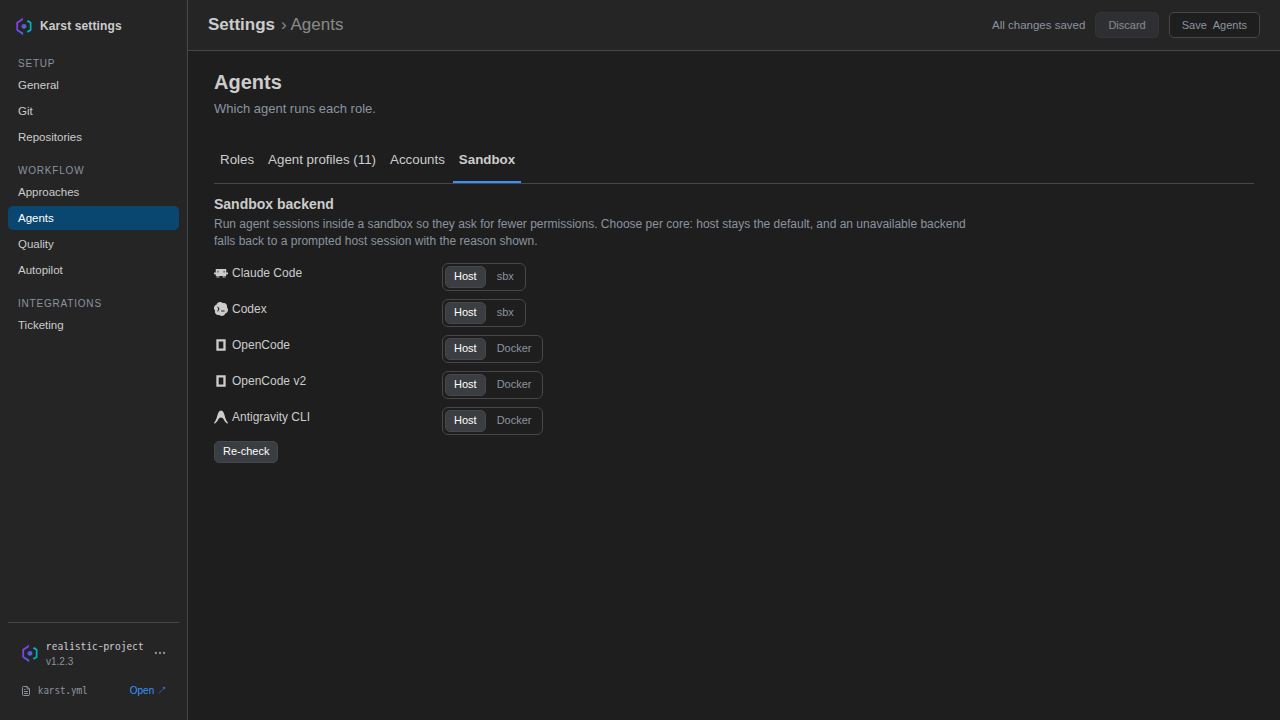 Karst settings
SETUP
General
Git
Repositories
WORKFLOW
Approaches
Agents
Quality
Autopilot
INTEGRATIONS
Ticketing
realistic-project
v1.2.3
karst.yml
Open ↗
Settings › Agents
All changes saved
Discard
Save Agents
Agents
Which agent runs each role.
Roles
Agent profiles (11)
Accounts
Sandbox
Sandbox backend
Run agent sessions inside a sandbox so they ask for fewer permissions. Choose per core: host stays the default, and an unavailable backend
falls back to a prompted host session with the reason shown.
Claude Code
Host
sbx
Codex
Host
sbx
OpenCode
Host
Docker
OpenCode v2
Host
Docker
Antigravity CLI
Host
Docker
Re-check